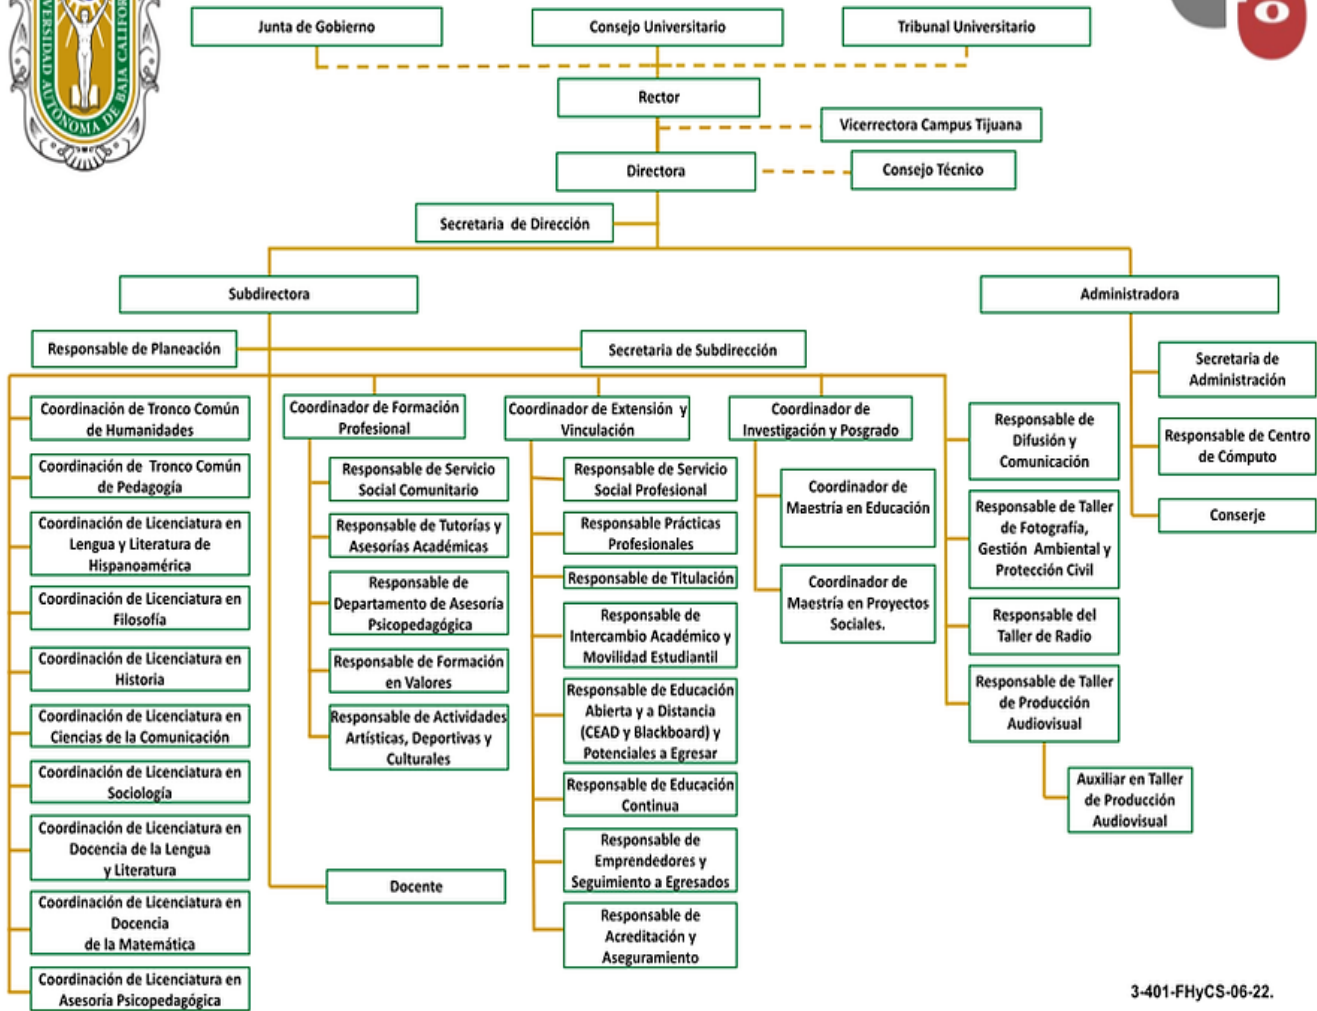 Junta de Gobierno
Consejo Universitario
Tribunal Universitario
Rector
Vicerrectora Campus Tijuana
Directora
Consejo Técnico
Secretaria de Dirección
Subdirectora
Administradora
Responsable de Planeación
Secretaria de Subdirección
Coordinación de Tronco Común
de Humanidades
Coordinación de Tronco Común
de Pedagogía
Coordinación de Licenciatura en
Lengua y Literatura de
Hispanoamérica
Coordinación de Licenciatura en
Filosofía
Coordinación de Licenciatura en
Historia
Coordinación de Licenciatura en
Ciencias de la Comunicación
Coordinación de Licenciatura en
Sociología
Coordinación de Licenciatura en
Docencia de la Lengua
y Literatura
Coordinación de Licenciatura en
Docencia
de la Matemática
Coordinación de Licenciatura en
Asesoría Psicopedagógica
Coordinador de Formación
Profesional
Responsable de Servicio
Social Comunitario
Responsable de Tutorías y
Asesorías Académicas
Responsable de
Departamento de Asesoría
Psicopedagógica
Responsable de Formación
en Valores
Responsable de Actividades
Artísticas, Deportivas y
Culturales
Docente
Coordinador de Extensión y
Vinculación
Responsable de Servicio
Social Profesional
Responsable Prácticas
Profesionales
Responsable de Titulación
Responsable de
Intercambio Académico y
Movilidad Estudiantil
Responsable de Educación
Abierta y a Distancia
(CEAD y Blackboard) y
Potenciales a Egresar
Responsable de Educación
Continua
Responsable de
Emprendedores y
Seguimiento a Egresados
Responsable de
Acreditación y
Aseguramiento
Coordinador de
Investigación y Posgrado
Coordinador de
Maestría en Educación
Coordinador de
Maestría en Proyectos
Sociales.
Responsable de
Difusión y
Comunicación
Responsable de Taller
de Fotografía,
Gestión Ambiental y
Protección Civil
Responsable del
Taller de Radio
Responsable de Taller
de Producción
Audiovisual
Auxiliar en Taller
de Producción
Audiovisual
Secretaria de
Administración
Responsable de Centro
de Cómputo
Conserje
3-401-FHyCS-06-22.
AUTÓNOMA DE BAJA